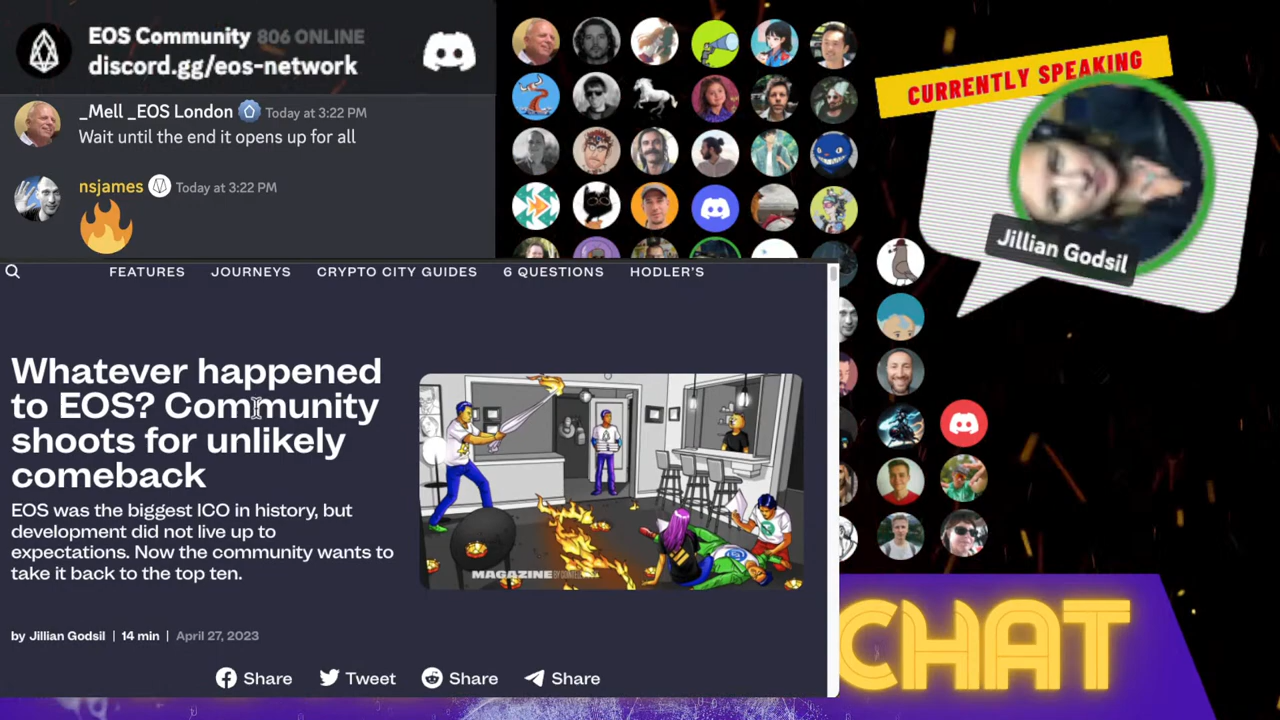 EOS Community 806 ONLINE
discord.gg/eos-network
_Mell _EOS London Today at 3:22 PM
Wait until the end it opens up for all
nsjames Today at 3:22 PM
CURRENTLY SPEAKING
Jillian Godsil
FEATURES JOURNEYS CRYPTO CITY GUIDES 6 QUESTIONS HODLER'S
Whatever happened
to EOS? Community
shoots for unlikely
comeback
EOS was the biggest ICO in history, but
development did not live up to
expectations. Now the community wants to
take it back to the top ten.
MAGAZINE
by Jillian Godsil | 14 min | April 27, 2023
Share Tweet Share Share
CHAT